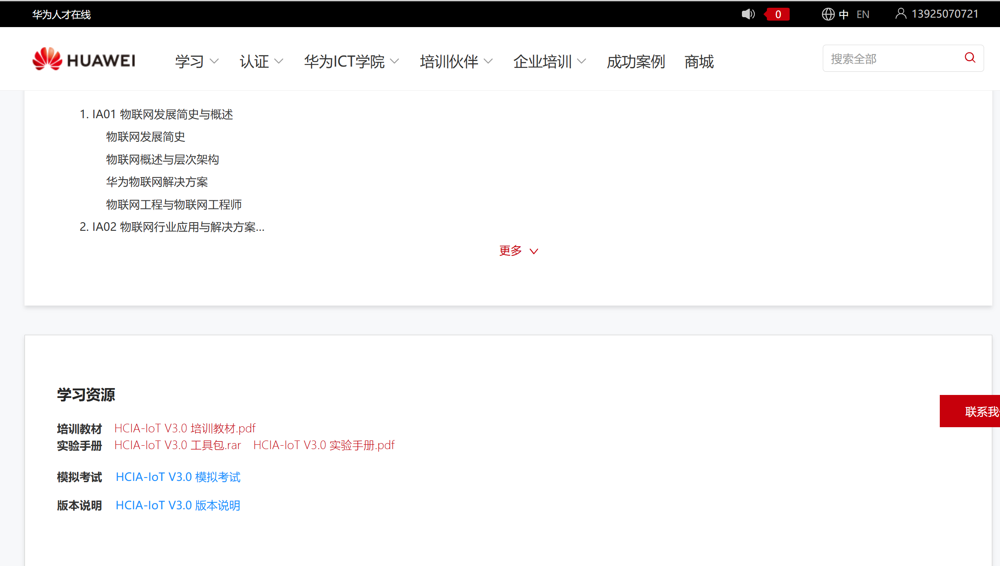 华为人才在线 0 中 EN 13925070721
HUAWEI 学习 认证 华为ICT学院 培训伙伴 企业培训 成功案例 商城 搜索全部
1. IA01 物联网发展简史与概述
物联网发展简史
物联网概述与层次架构
华为物联网解决方案
物联网工程与物联网工程师
2. IA02 物联网行业应用与解决方案...
更多
学习资源
联系我
培训教材 HCIA-IoT V3.0 培训教材.pdf
实验手册 HCIA-IoT V3.0 工具包.rar HCIA-IoT V3.0 实验手册.pdf
模拟考试 HCIA-IoT V3.0 模拟考试
版本说明 HCIA-IoT V3.0 版本说明